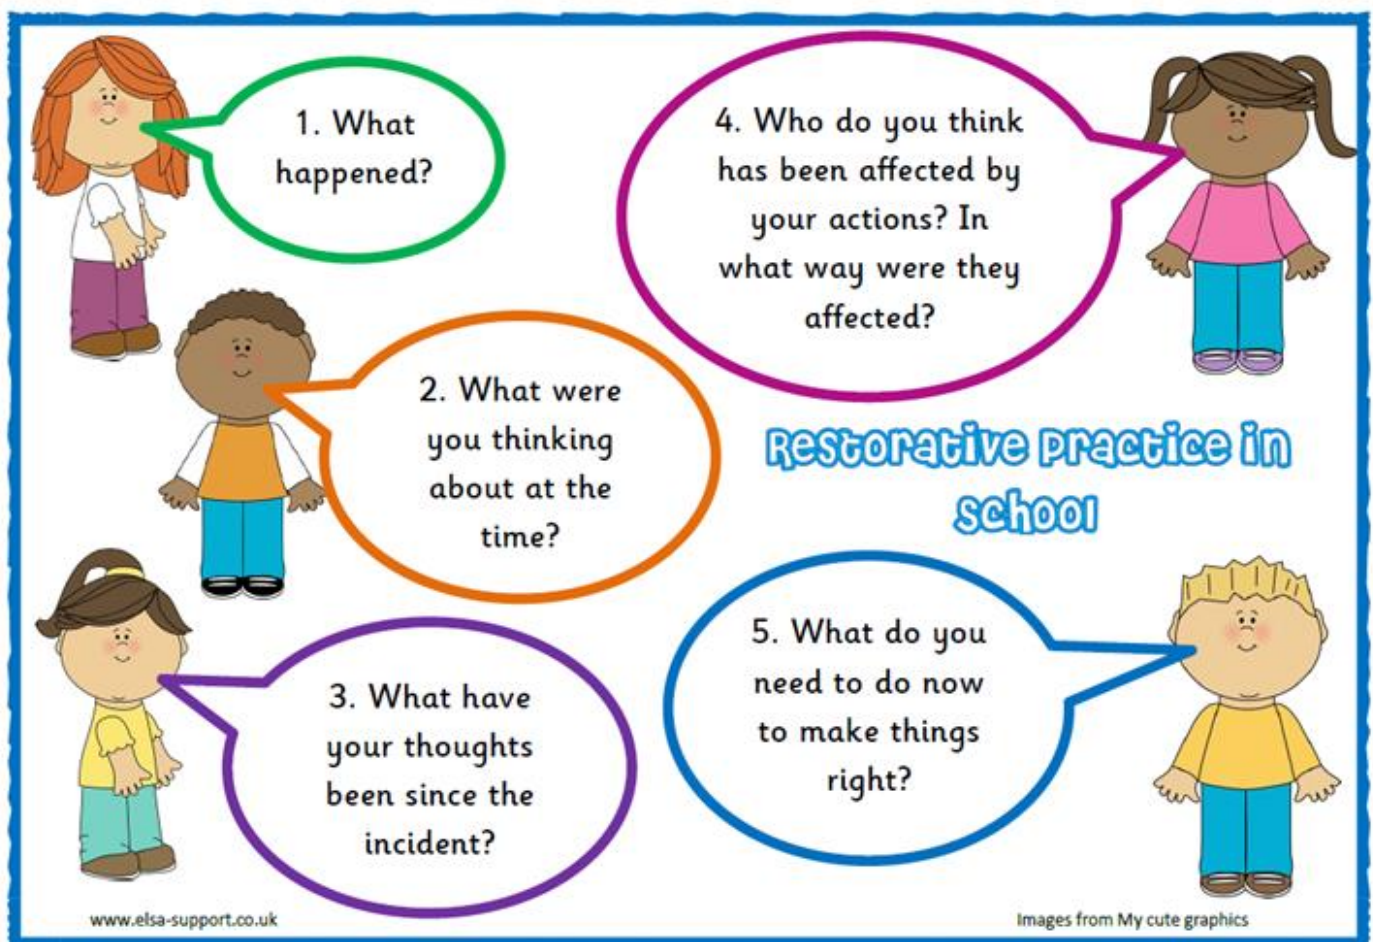 1. What
happened?
2. What were
you thinking
about at the
time?
3. What have
your thoughts
been since the
incident?
4. Who do you think
has been affected by
your actions? In
what way were they
affected?
Restorative Practice in
school
5. What do you
need to do now
to make things
right?
www.elsa-support.co.uk
Images from My cute graphics